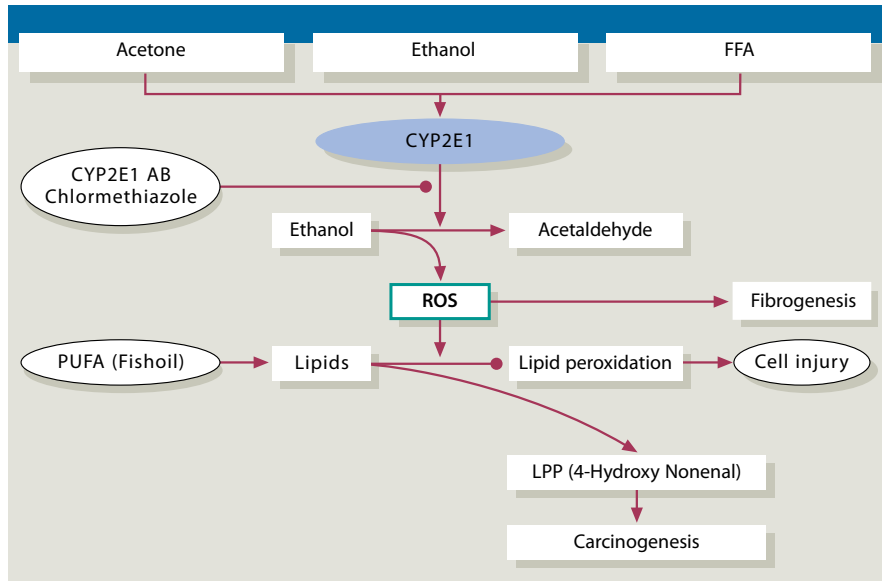 Acetone
Ethanol
FFA
CYP2E1
CYP2E1 AB
Chlormethiazole
Ethanol
Acetaldehyde
ROS
Fibrogenesis
PUFA (Fishoil)
Lipids
Lipid peroxidation
Cell injury
LPP (4-Hydroxy Nonenal)
Carcinogenesis